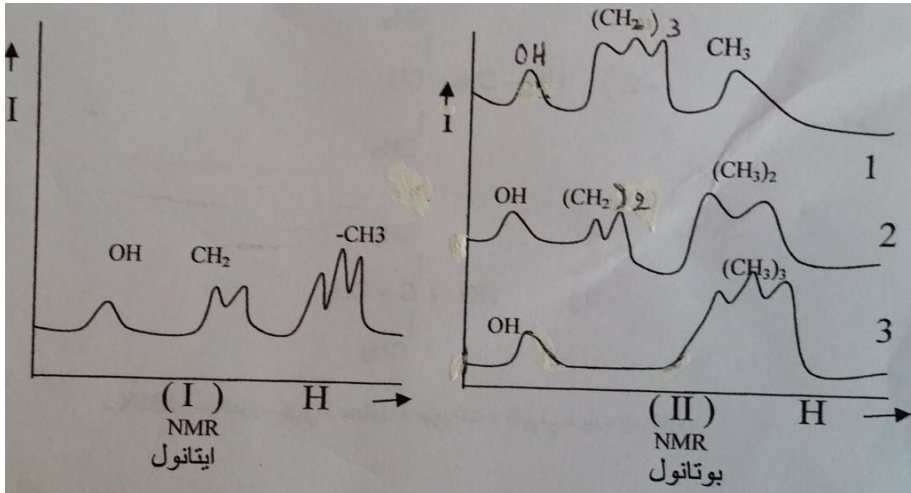 I
OH
CH₂
-CH3
(I)
H
NMR
ايتانول
I
OH
(CH₂)3
CH₃
1
OH
(CH₂)2
(CH₃)₂
2
OH
(CH₃)₃
3
(II)
H
NMR
بوتانول